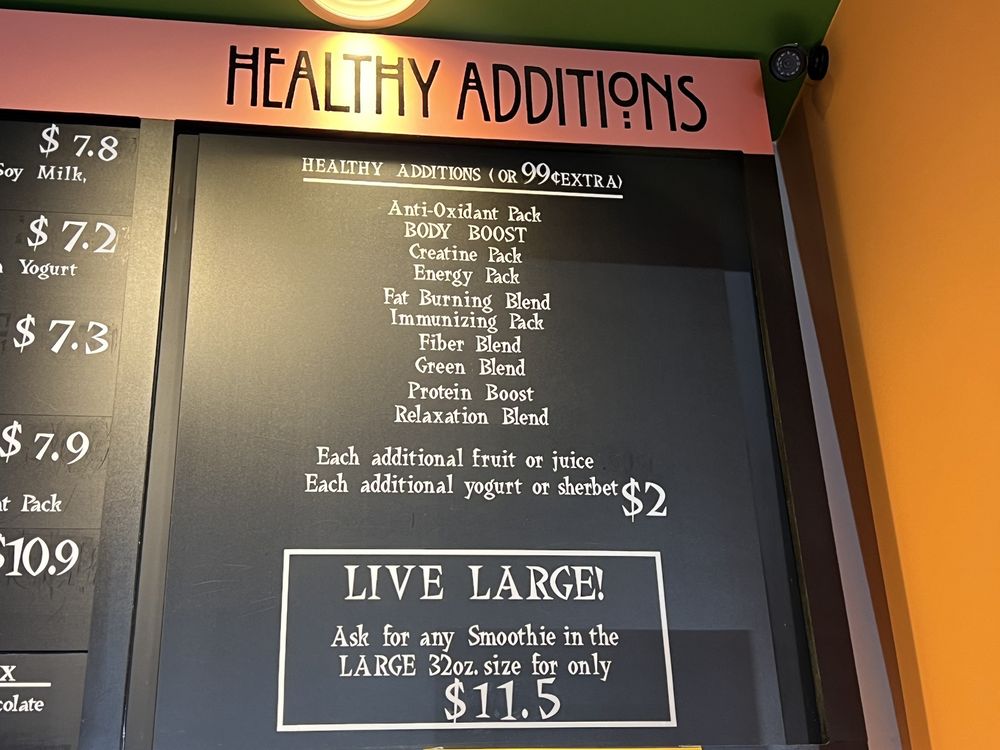 HEALTHY ADDITIONS
$ 7.8
Soy Milk,
$ 7.2
Yogurt
$ 7.3
$ 7.9
Pack
$10.9
HEALTHY ADDITIONS (OR 99¢EXTRA)
Anti-Oxidant Pack
BODY BOOST
Creatine Pack
Energy Pack
Fat Burning Blend
Immunizing Pack
Fiber Blend
Green Blend
Protein Boost
Relaxation Blend
Each additional fruit or juice
Each additional yogurt or sherbet $2
LIVE LARGE!
Ask for any Smoothie in the
LARGE 32oz. size for only
$11.5